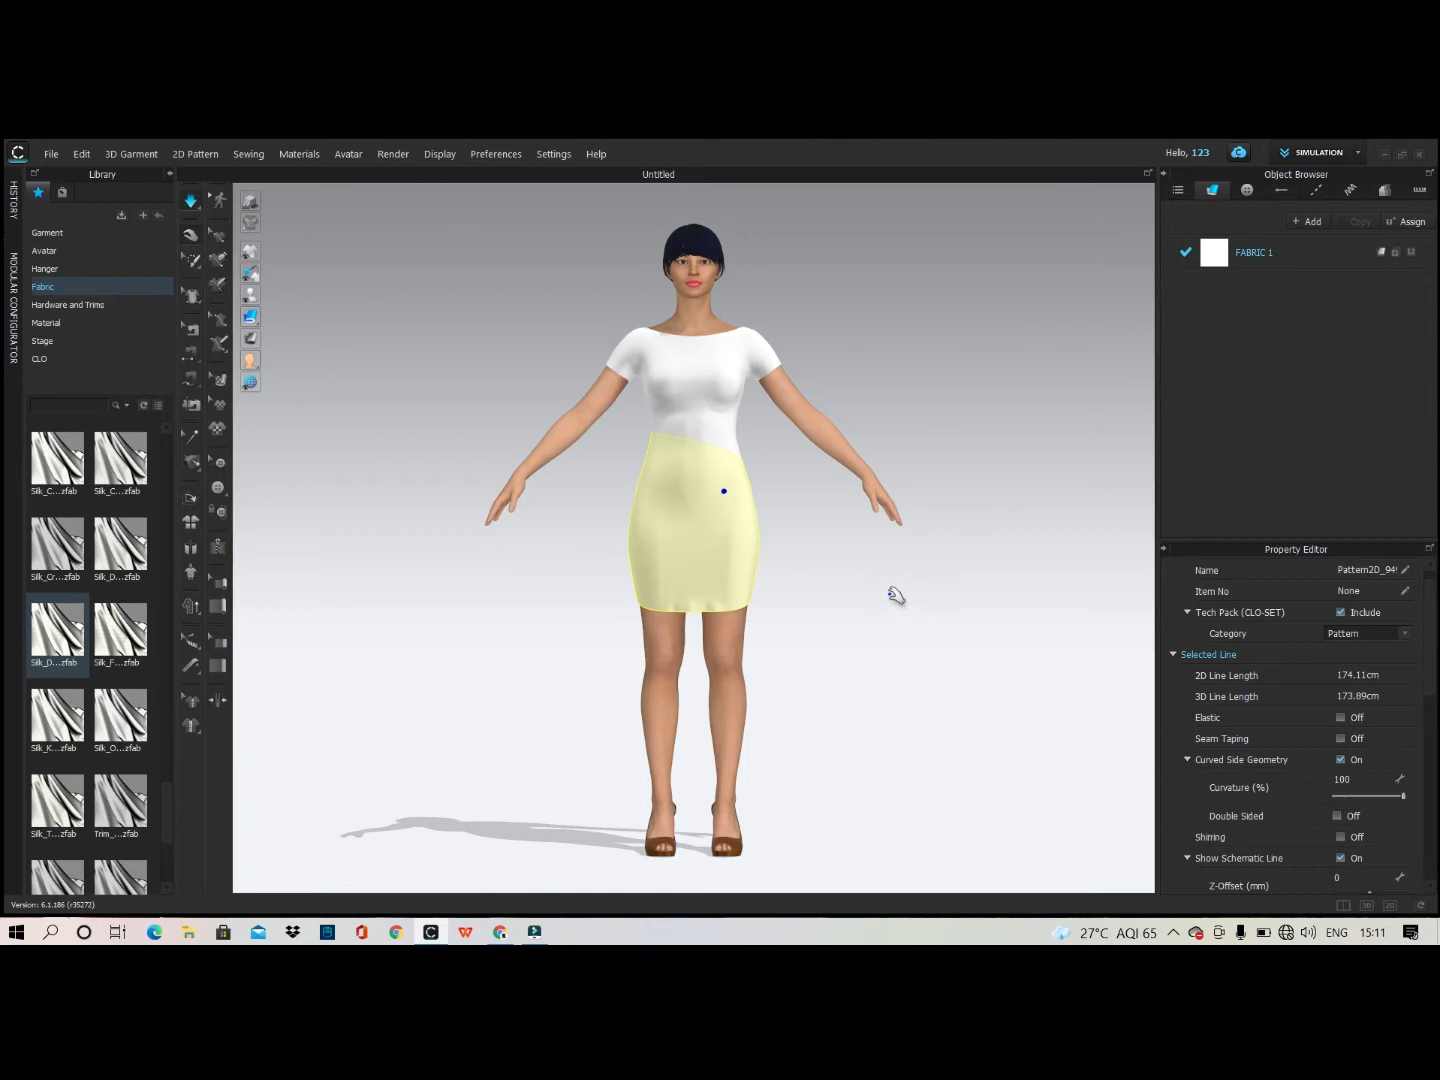 File Edit 3D Garment 2D Pattern Sewing Materials Avatar Render Display Preferences Settings Help
Hello, 123
SIMULATION
HISTORY
MODULAR CONFIGURATOR
Library
Garment
Avatar
Hanger
Fabric
Hardware and Trims
Material
Stage
CLO
Silk_C...zfab Silk_C...zfab
Silk_Cr...zfab Silk_D...zfab
Silk_D...zfab Silk_F...zfab
Silk_K...zfab Silk_O...zfab
Silk_T...zfab Trim_...zfab
Version: 6.1.186 (r35272)
Untitled
Object Browser
+ Add Copy Assign
FABRIC 1
Property Editor
Name Pattern2D_94
Item No None
Tech Pack (CLO-SET) Include
Category Pattern
Selected Line
2D Line Length 174.11cm
3D Line Length 173.89cm
Elastic Off
Seam Taping Off
Curved Side Geometry On
Curvature (%) 100
Double Sided Off
Shirring Off
Show Schematic Line On
Z-Offset (mm) 0
3D 2D
27°C AQI 65 ENG 15:11